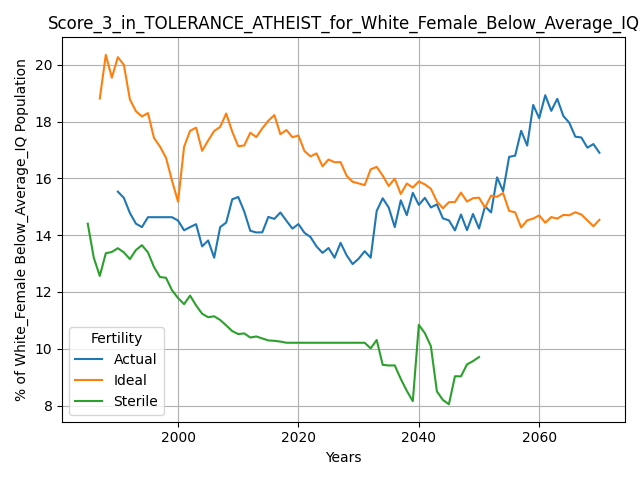 Score_3_in_TOLERANCE_ATHEIST_for_White_Female_Below_Average_IQ
% of White_Female Below_Average_IQ Population
20
18
16
14
12
10
8
Fertility
Actual
Ideal
Sterile
2000
2020
2040
2060
Years